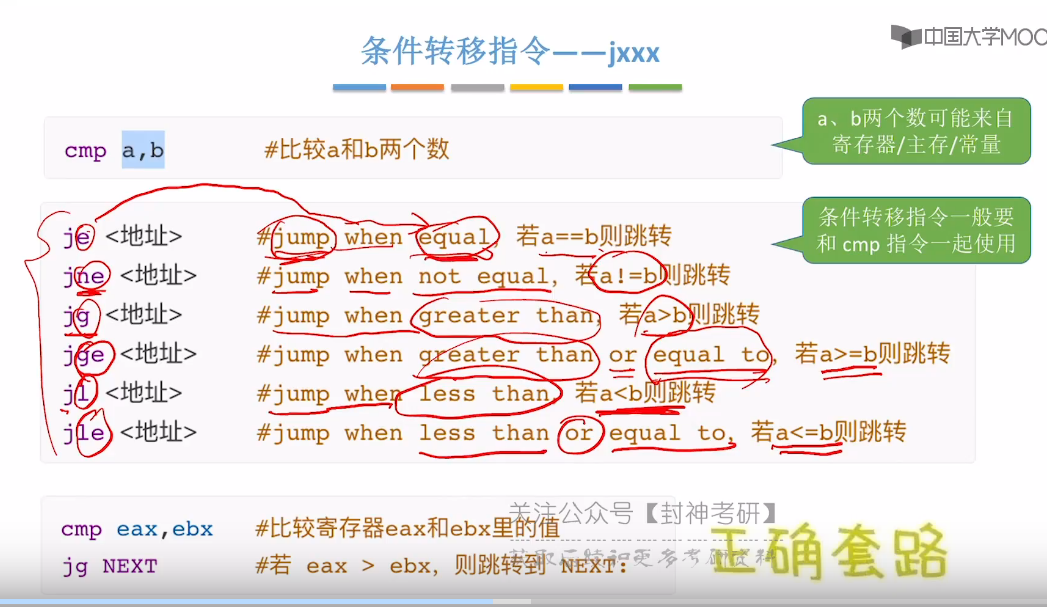 条件转移指令——jxxx
中国大学MOO
cmp a,b #比较a和b两个数
a、b两个数可能来自
寄存器/主存/常量
je <地址> #jump when equal，若a==b则跳转
jne <地址> #jump when not equal，若a!=b则跳转
jg <地址> #jump when greater than，若a>b则跳转
jge <地址> #jump when greater than or equal to，若a>=b则跳转
jl <地址> #jump when less than，若a<b则跳转
jle <地址> #jump when less than or equal to，若a<=b则跳转
条件转移指令一般要
和 cmp 指令一起使用
关注公众号【封神考研】
cmp eax,ebx #比较寄存器eax和ebx里的值
jg NEXT #若 eax > ebx，则跳转到 NEXT:
正确套路